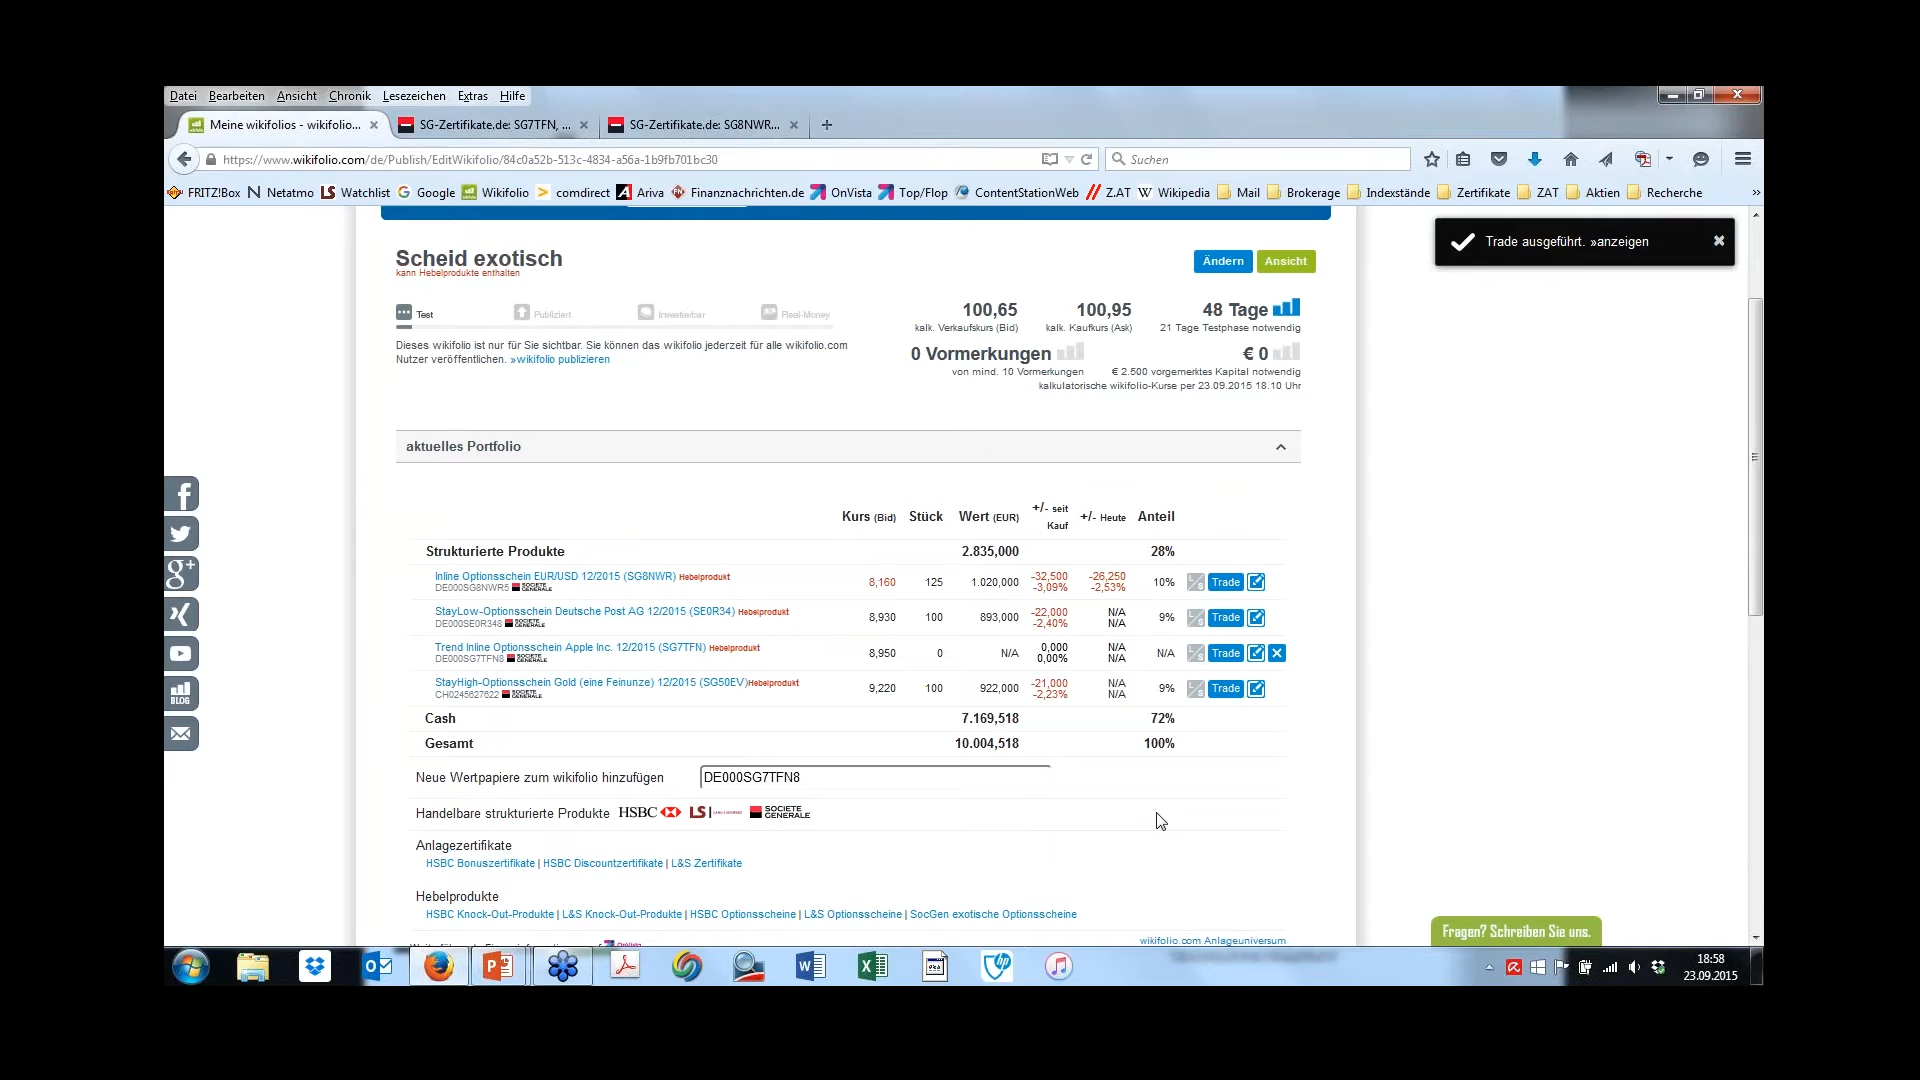 Datei Bearbeiten Ansicht Chronik Lesezeichen Extras Hilfe
Meine wikifolios - wikifolio... SG-Zertifikate.de: SG7TFN, ... SG-Zertifikate.de: SG8NWR...
https://www.wikifolio.com/de/Publish/EditWikifolio/84c0a52b-513c-4834-a56a-1b9fb701bc30 Suchen
FRITZ!Box Netatmo Watchlist Google Wikifolio comdirect Ariva Finanznachrichten.de OnVista Top/Flop ContentStationWeb Z.AT Wikipedia Mail Brokerage Indexstände Zertifikate ZAT Aktien Recherche »
Trade ausgeführt. »anzeigen
Scheid exotisch
kann Hebelprodukte enthalten
Ändern Ansicht
Test Publiziert Investierbar Real-Money
Dieses wikifolio ist nur für Sie sichtbar. Sie können das wikifolio jederzeit für alle wikifolio.com
Nutzer veröffentlichen. »wikifolio publizieren
100,65 100,95 48 Tage
kalk. Verkaufskurs (Bid) kalk. Kaufkurs (Ask) 21 Tage Testphase notwendig
0 Vormerkungen € 0
von mind. 10 Vormerkungen € 2.500 vorgemerktes Kapital notwendig
kalkulatorische wikifolio-Kurse per 23.09.2015 18.10 Uhr
aktuelles Portfolio
Kurs (Bid) Stück Wert (EUR) +/- seit Kauf +/- Heute Anteil
Strukturierte Produkte 2.835,000 28%
Inline Optionsschein EUR/USD 12/2015 (SG8NWR) Hebelprodukt 8,160 125 1.020,000 -32,500 -26,250 10% L/S Trade
DE000SG8NWR5 SOCIETE GENERALE -3,09% -2,53%
StayLow-Optionsschein Deutsche Post AG 12/2015 (SE0R34) Hebelprodukt 8,930 100 893,000 -22,000 N/A 9% L/S Trade
DE000SE0R348 SOCIETE GENERALE -2,40% N/A
Trend Inline Optionsschein Apple Inc. 12/2015 (SG7TFN) Hebelprodukt 8,950 0 N/A 0,000 N/A N/A L/S Trade
DE000SG7TFN8 SOCIETE GENERALE 0,00% N/A
StayHigh-Optionsschein Gold (eine Feinunze) 12/2015 (SG50EV)Hebelprodukt 9,220 100 922,000 -21,000 N/A 9% L/S Trade
CH0245627622 SOCIETE GENERALE -2,23% N/A
Cash 7.169,518 72%
Gesamt 10.004,518 100%
Neue Wertpapiere zum wikifolio hinzufügen DE000SG7TFN8
Handelbare strukturierte Produkte HSBC LS SOCIETE GENERALE
Anlagezertifikate
HSBC Bonuszertifikate | HSBC Discountzertifikate | L&S Zertifikate
Hebelprodukte
HSBC Knock-Out-Produkte | L&S Knock-Out-Produkte | HSBC Optionsscheine | L&S Optionsscheine | SocGen exotische Optionsscheine
wikifolio.com Anlageuniversum
BLOG
Fragen? Schreiben Sie uns.
18:58
23.09.2015